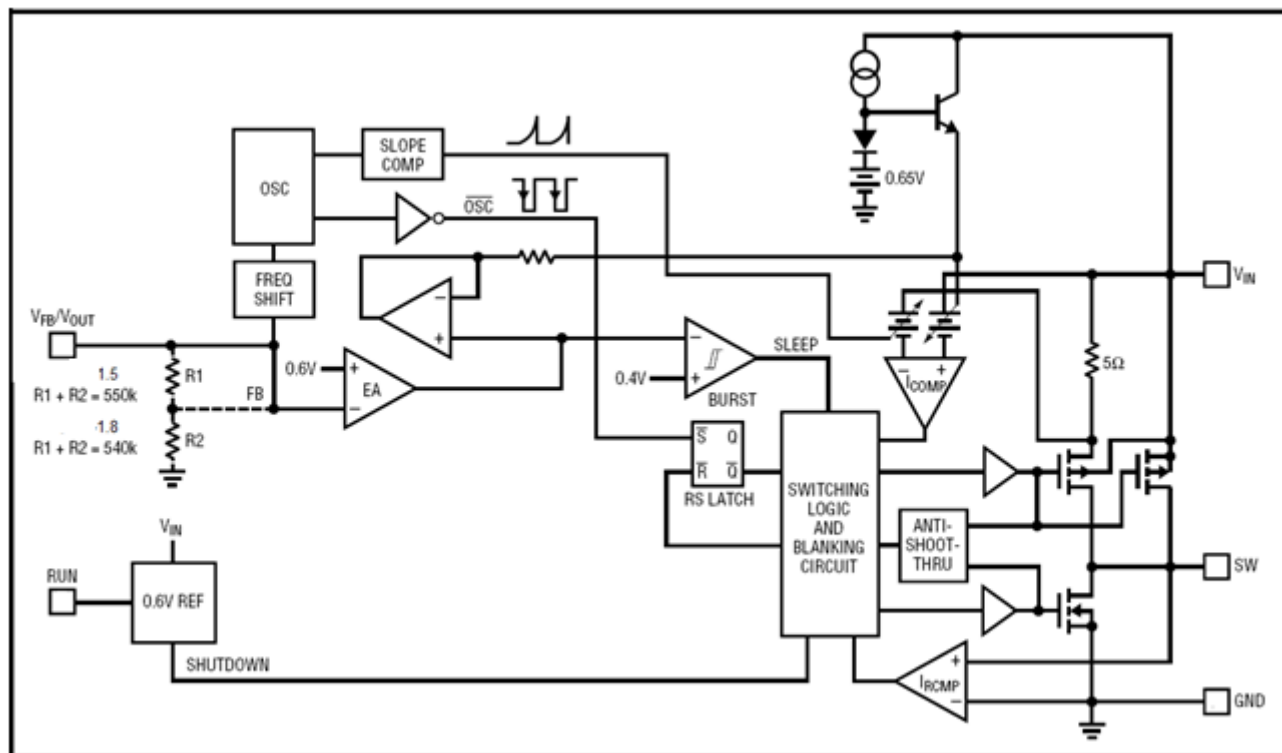 SLOPE
COMP
OSC
0.65V
OSC
FREQ
SHIFT
VIN
VFB/VOUT
SLEEP
5Ω
0.6V
R1
1.5
R1 + R2 = 550k
FB
EA
0.4V
BURST
ICOMP
1.8
R1 + R2 = 540k
R2
S Q
R Q
RS LATCH
SWITCHING
LOGIC
AND
BLANKING
CIRCUIT
ANTI-
SHOOT-
THRU
SW
VIN
RUN
0.6V REF
SHUTDOWN
IRCMP
GND